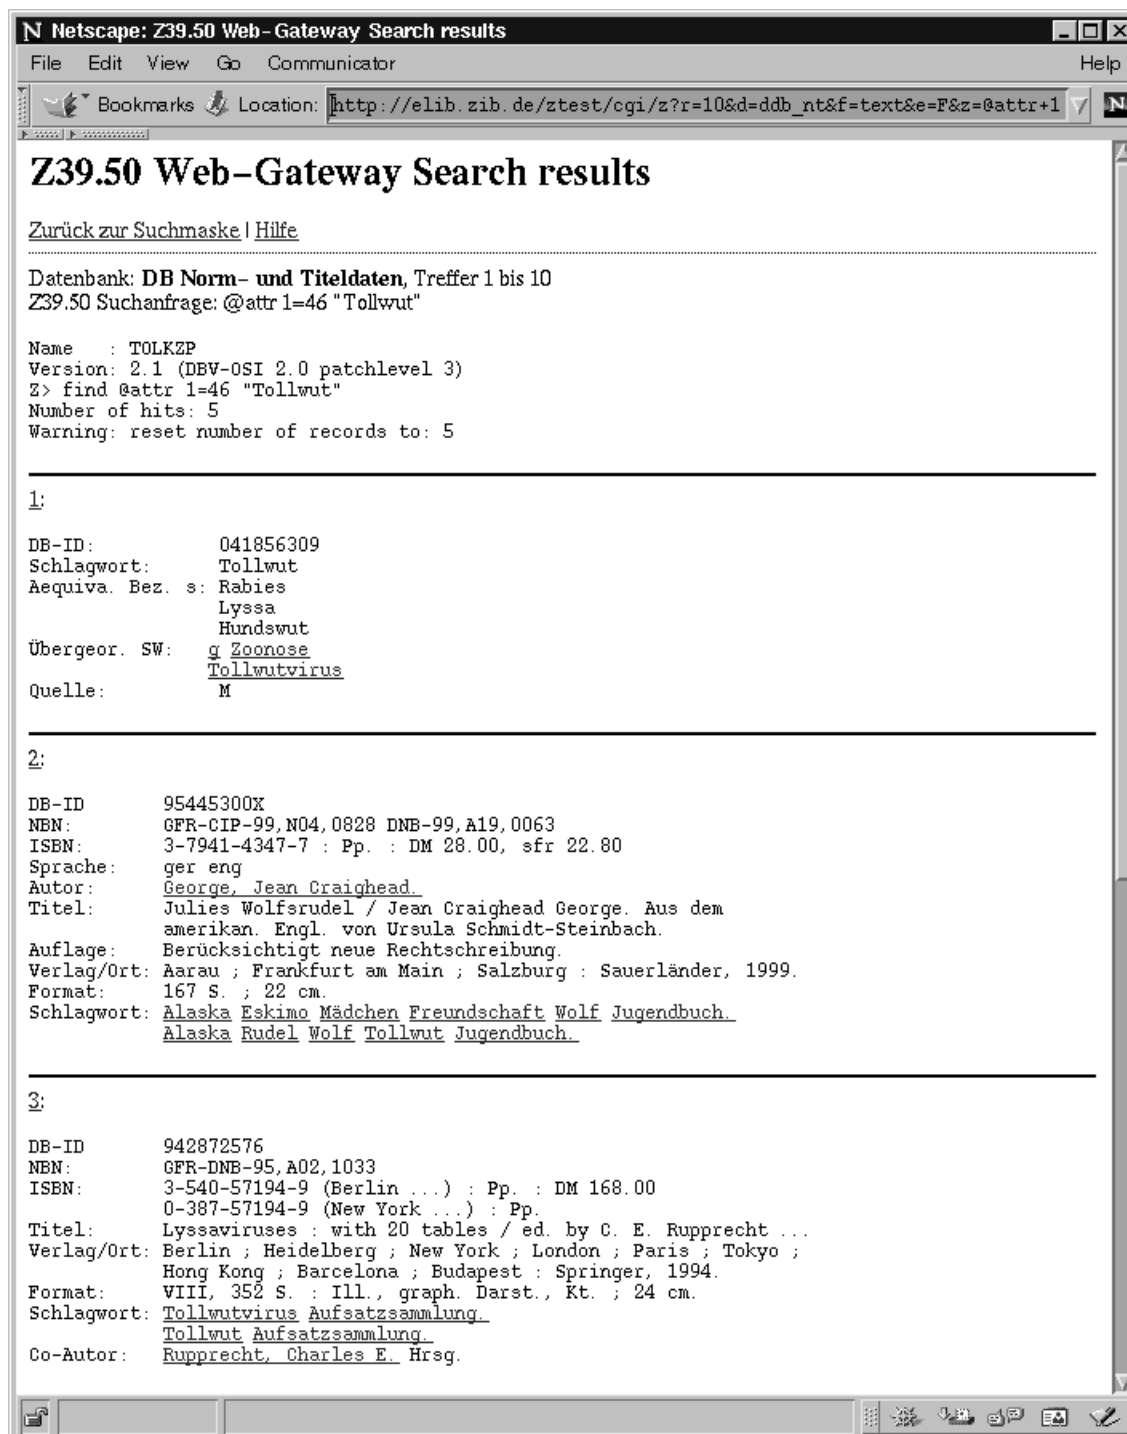 N Netscape: Z39.50 Web-Gateway Search results
File Edit View Go Communicator Help
Bookmarks Location: http://elib.zib.de/ztest/cgi/z?r=10&d=ddb_nt&f=text&e=F&z=@attr+1 N
Z39.50 Web-Gateway Search results
Zurück zur Suchmaske | Hilfe
Datenbank: DB Norm- und Titeldaten, Treffer 1 bis 10
Z39.50 Suchanfrage: @attr 1=46 "Tollwut"
Name : TOLKZP
Version: 2.1 (DBV-OSI 2.0 patchlevel 3)
Z> find @attr 1=46 "Tollwut"
Number of hits: 5
Warning: reset number of records to: 5
1:
DB-ID: 041856309
Schlagwort: Tollwut
Aequiva. Bez. s: Rabies
Lyssa
Hundswut
Übergeor. SW: g Zoonose
Tollwutvirus
Quelle: M
2:
DB-ID 95445300X
NBN: GFR-CIP-99,N04,0828 DNB-99,A19,0063
ISBN: 3-7941-4347-7 : Pp. : DM 28.00, sfr 22.80
Sprache: ger eng
Autor: George, Jean Craighead.
Titel: Julies Wolfsrudel / Jean Craighead George. Aus dem
amerikan. Engl. von Ursula Schmidt-Steinbach.
Auflage: Berücksichtigt neue Rechtschreibung.
Verlag/Ort: Aarau ; Frankfurt am Main ; Salzburg : Sauerländer, 1999.
Format: 167 S. ; 22 cm.
Schlagwort: Alaska Eskimo Mädchen Freundschaft Wolf Jugendbuch.
Alaska Rudel Wolf Tollwut Jugendbuch.
3:
DB-ID 942872576
NBN: GFR-DNB-95,A02,1033
ISBN: 3-540-57194-9 (Berlin ...) : Pp. : DM 168.00
0-387-57194-9 (New York ...) : Pp.
Titel: Lyssaviruses : with 20 tables / ed. by C. E. Rupprecht ...
Verlag/Ort: Berlin ; Heidelberg ; New York ; London ; Paris ; Tokyo ;
Hong Kong ; Barcelona ; Budapest : Springer, 1994.
Format: VIII, 352 S. : Ill., graph. Darst., Kt. ; 24 cm.
Schlagwort: Tollwutvirus Aufsatzsammlung.
Tollwut Aufsatzsammlung.
Co-Autor: Rupprecht, Charles E. Hrsg.